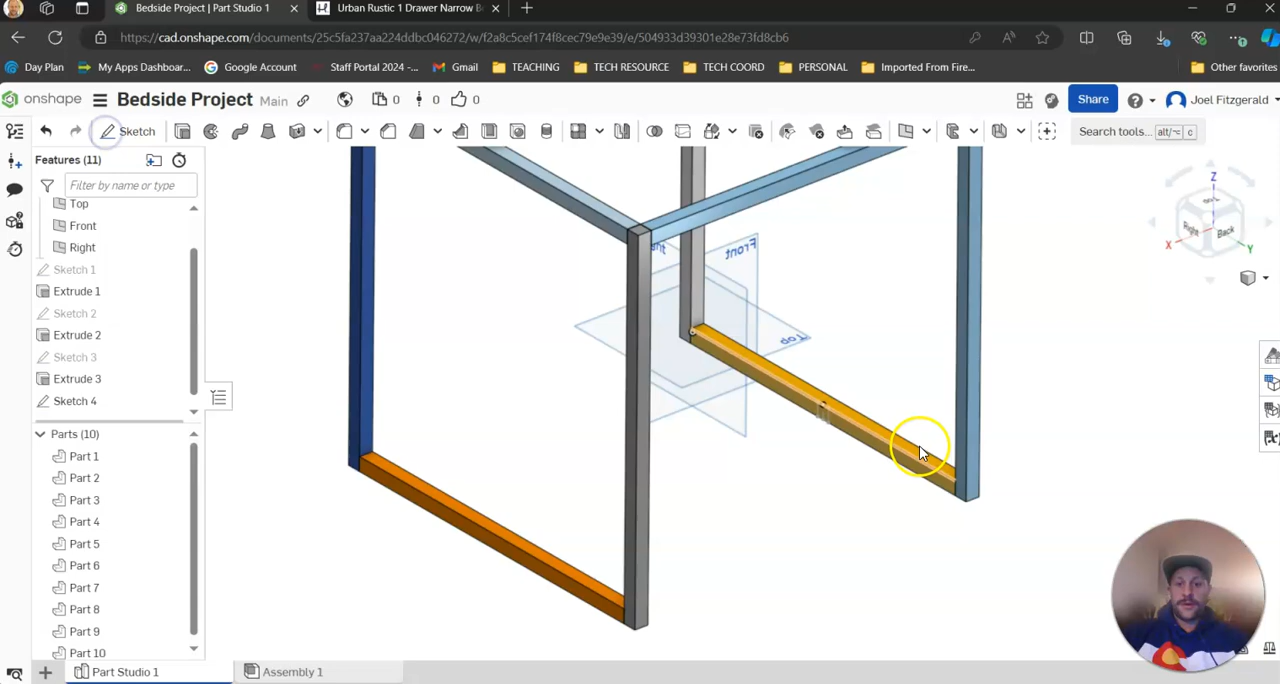 Bedside Project | Part Studio 1
Urban Rustic 1 Drawer Narrow B
https://cad.onshape.com/documents/25c5fa237aa224ddbc046272/w/f2a8c5cef174f8cec79e9e39/e/504933d39301e28e73fd8cb6
Day Plan
My Apps Dashboar...
Google Account
Staff Portal 2024 -...
Gmail
TEACHING
TECH RESOURCE
TECH COORD
PERSONAL
Imported From Fire...
Other favorites
onshape
Bedside Project Main
0
0
0
Share
Joel Fitzgerald
Sketch
Search tools... alt/⌥ c
Features (11)
Filter by name or type
Top
Front
Right
Sketch 1
Extrude 1
Sketch 2
Extrude 2
Sketch 3
Extrude 3
Sketch 4
Parts (10)
Part 1
Part 2
Part 3
Part 4
Part 5
Part 6
Part 7
Part 8
Part 9
Part 10
Front
Top
Z
Right
Back
X
Y
Part Studio 1
Assembly 1